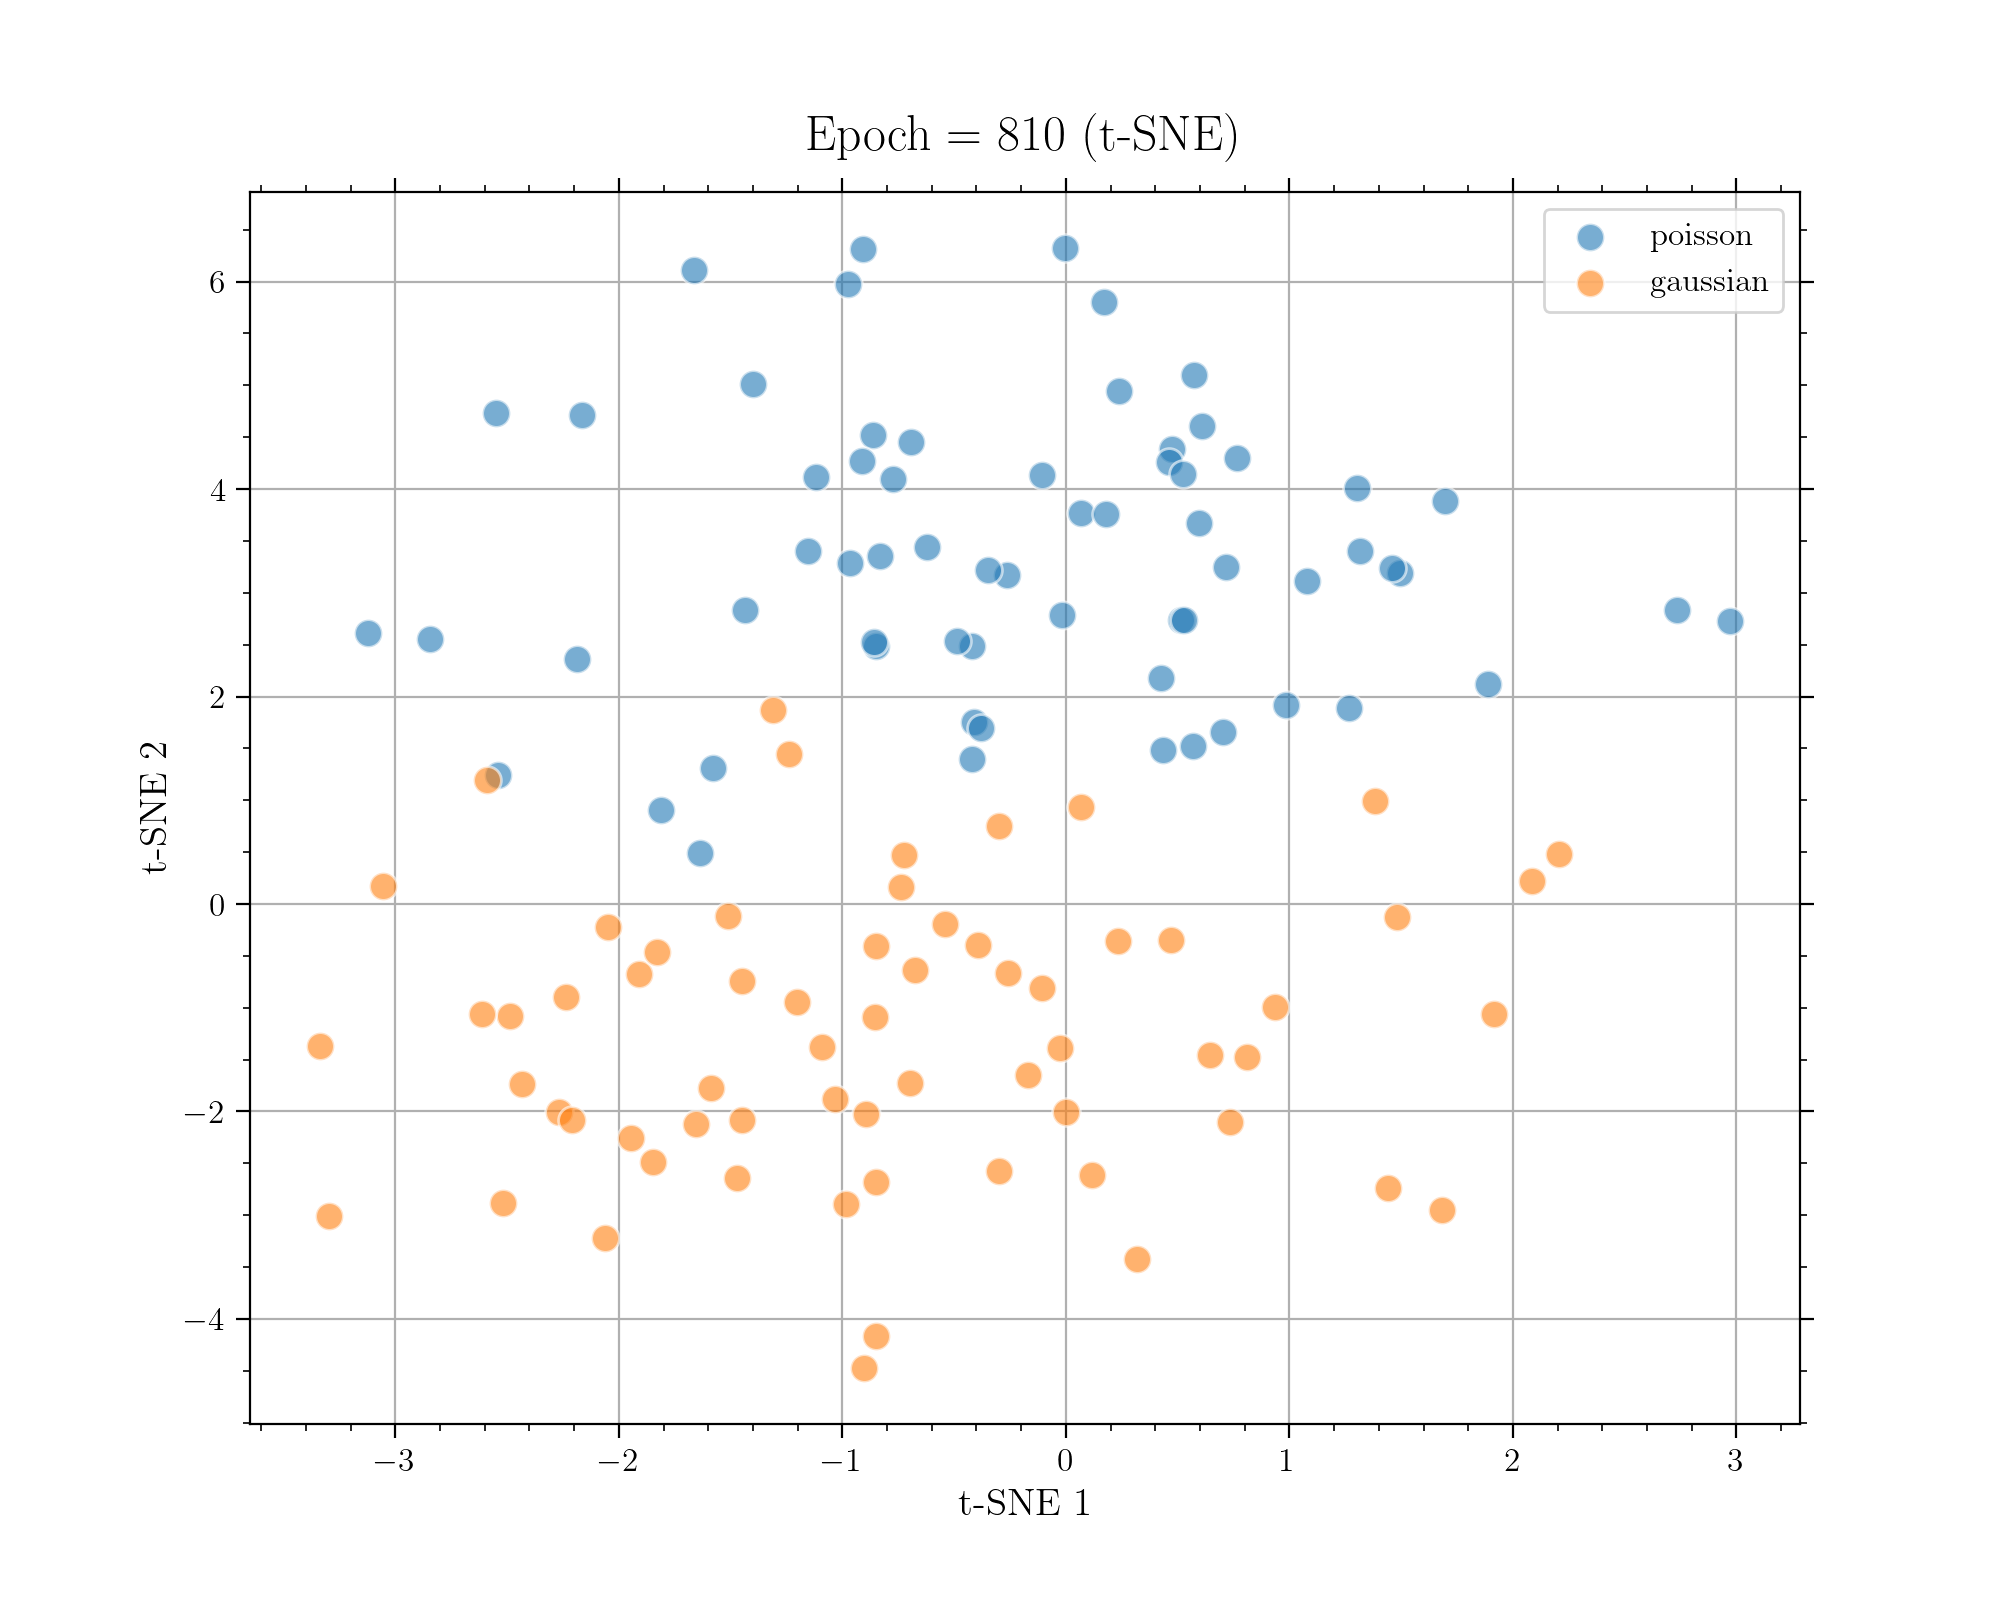 Epoch = 810 (t-SNE)
poisson
gaussian
6
4
2
0
−2
−4
t-SNE 2
−3 −2 −1 0 1 2 3
t-SNE 1